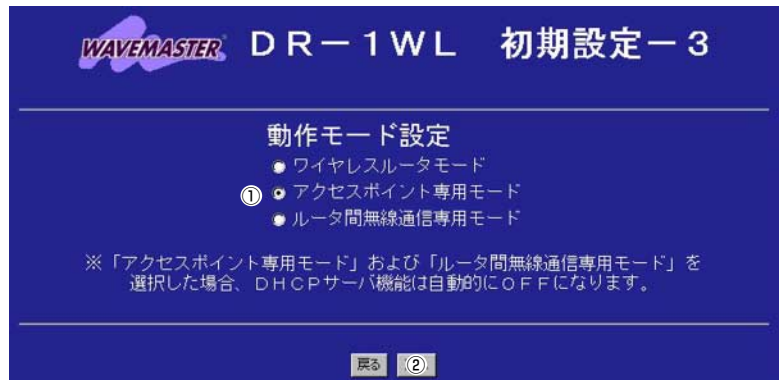 WAVEMASTER DR－1WL 初期設定－3
動作モード設定
ワイヤレスルータモード
① アクセスポイント専用モード
ルータ間無線通信専用モード
※「アクセスポイント専用モード」および「ルータ間無線通信専用モード」を
選択した場合、DHCPサーバ機能は自動的にOFFになります。
戻る ②